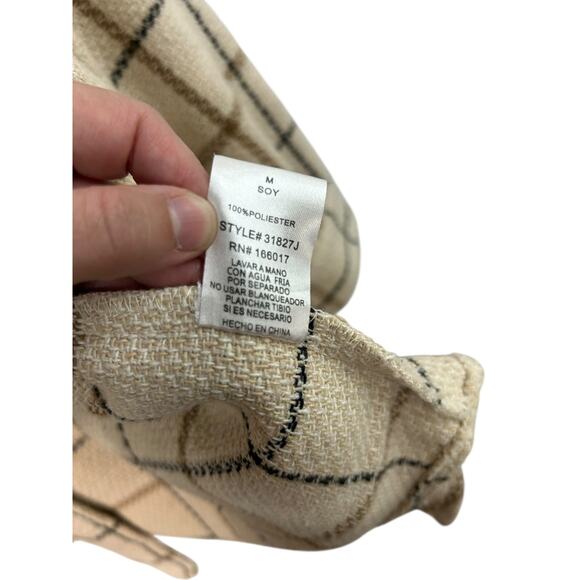 M
SOY
100%POLIESTER
STYLE# 31827J
RN# 166017
LAVAR A MANO
CON AGUA FRIA
POR SEPARADO
NO USAR BLANQUEADOR
PLANCHAR TIBIO
SI ES NECESARIO
HECHO EN CHINA